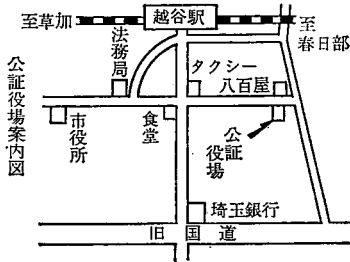 公証役場案内図
至草加
越谷駅
至
春日部
法務局
タクシー
八百屋
市役所
食堂
公証
役場
埼玉銀行
旧国道